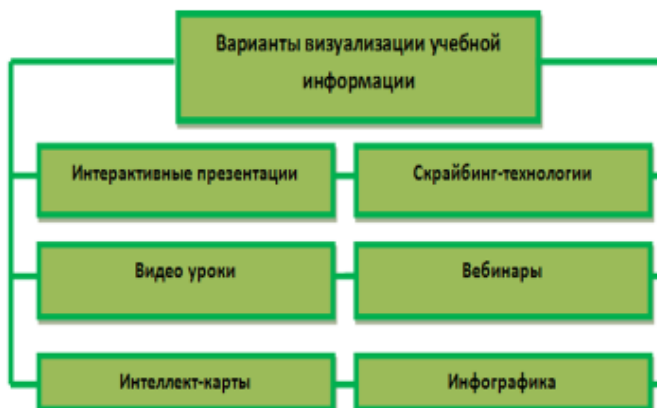 Варианты визуализации учебной
информации
Интерактивные презентации
Скрайбинг-технологии
Видео уроки
Вебинары
Интеллект-карты
Инфографика